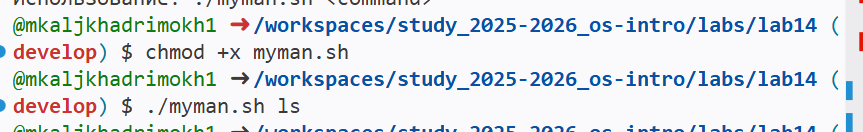 Использование: ./myman.sh <command>
@mkaljkhadrimokh1 ➜/workspaces/study_2025-2026_os-intro/labs/lab14 (
develop) $ chmod +x myman.sh
@mkaljkhadrimokh1 ➜/workspaces/study_2025-2026_os-intro/labs/lab14 (
develop) $ ./myman.sh ls
@mkaljkhadrimokh1 ➜/workspaces/study_2025-2026_os-intro/labs/lab14 (